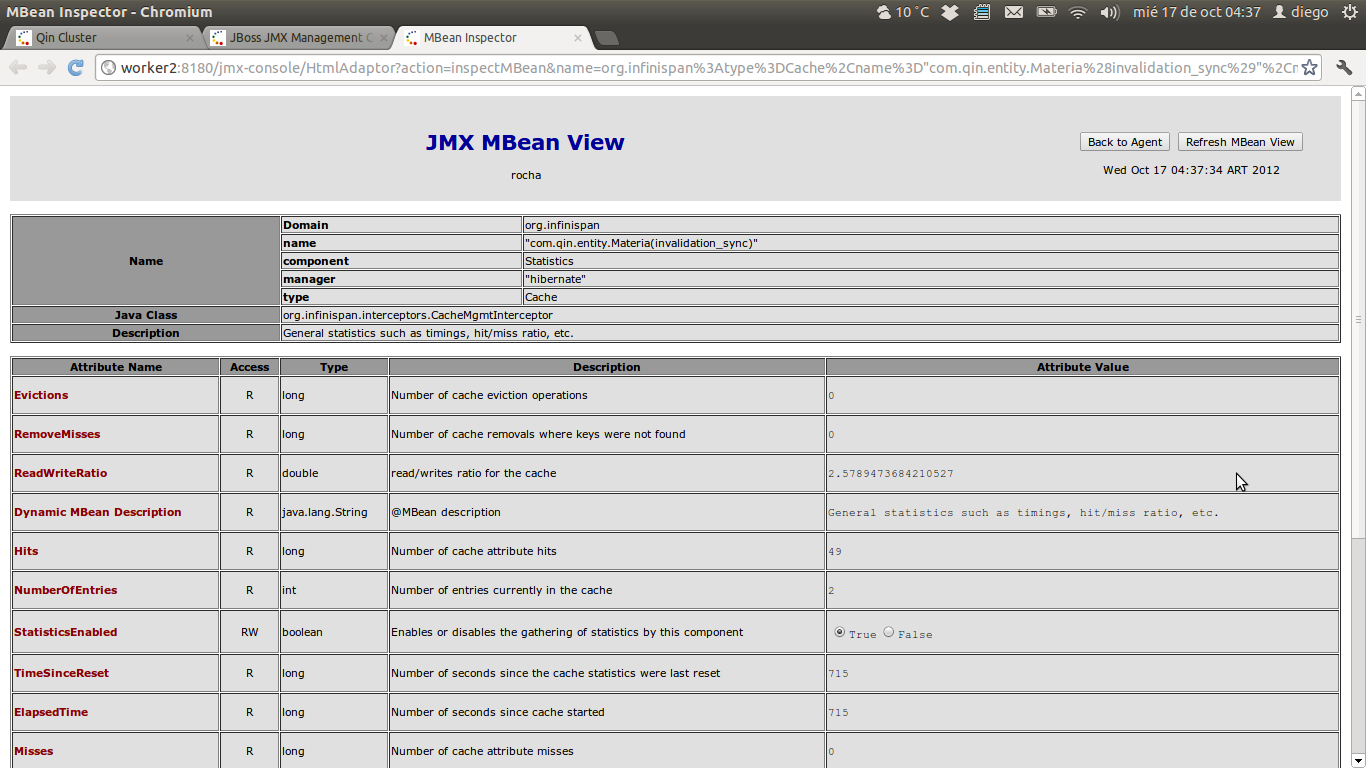 MBean Inspector - Chromium
10 °C mié 17 de oct 04:37 diego
Qin Cluster
JBoss JMX Management C
MBean Inspector
worker2:8180/jmx-console/HtmlAdaptor?action=inspectMBean&name=org.infinispan%3Atype%3DCache%2Cname%3D"com.qin.entity.Materia%28invalidation_sync%29"%2Cn
JMX MBean View
rocha
Back to Agent Refresh MBean View
Wed Oct 17 04:37:34 ART 2012
Name
Domain org.infinispan
name "com.qin.entity.Materia(invalidation_sync)"
component Statistics
manager "hibernate"
type Cache
Java Class org.infinispan.interceptors.CacheMgmtInterceptor
Description General statistics such as timings, hit/miss ratio, etc.
Attribute Name Access Type Description Attribute Value
Evictions R long Number of cache eviction operations 0
RemoveMisses R long Number of cache removals where keys were not found 0
ReadWriteRatio R double read/writes ratio for the cache 2.5789473684210527
Dynamic MBean Description R java.lang.String @MBean description General statistics such as timings, hit/miss ratio, etc.
Hits R long Number of cache attribute hits 49
NumberOfEntries R int Number of entries currently in the cache 2
StatisticsEnabled RW boolean Enables or disables the gathering of statistics by this component True False
TimeSinceReset R long Number of seconds since the cache statistics were last reset 715
ElapsedTime R long Number of seconds since cache started 715
Misses R long Number of cache attribute misses 0